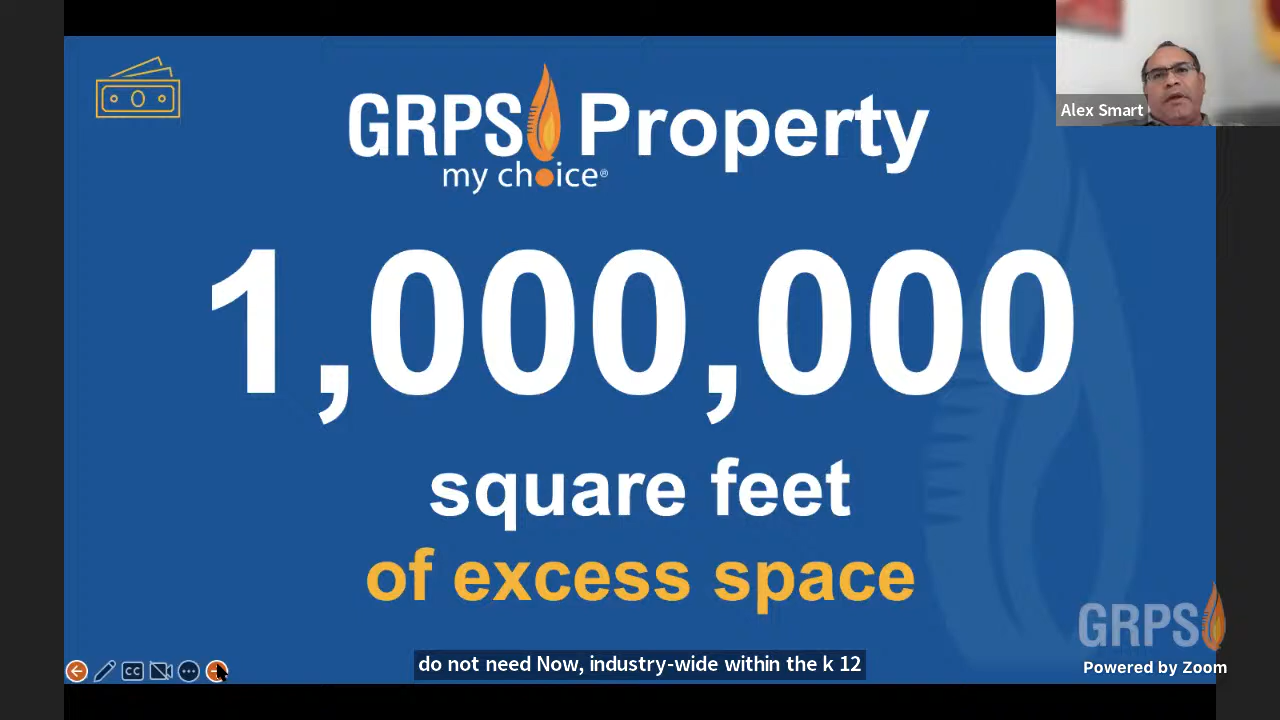 Alex Smart
GRPS Property
my choice®
1,000,000
square feet
of excess space
GRPS
Powered by Zoom
do not need Now, industry-wide within the k 12
CC